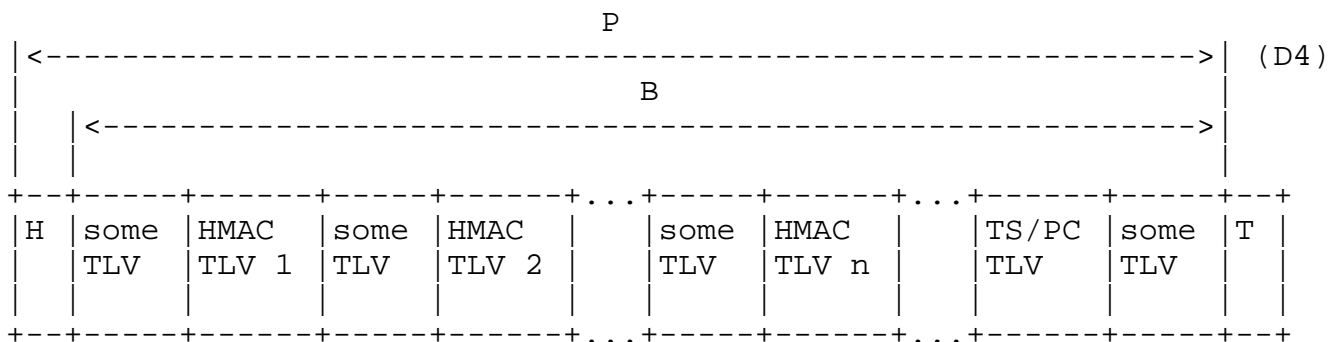 P
|<--------------------------------------------------------->| (D4)
| B |
| |<------------------------------------------------------>|
| | |
+--+-----+------+-----+------+...+-----+------+...+------+-----+--+
|H |some |HMAC |some |HMAC | |some |HMAC | |TS/PC |some |T |
| |TLV |TLV 1 |TLV |TLV 2 | |TLV |TLV n | |TLV |TLV | |
| | | | | | | | | | | | |
+--+-----+------+-----+------+...+-----+------+...+------+-----+--+